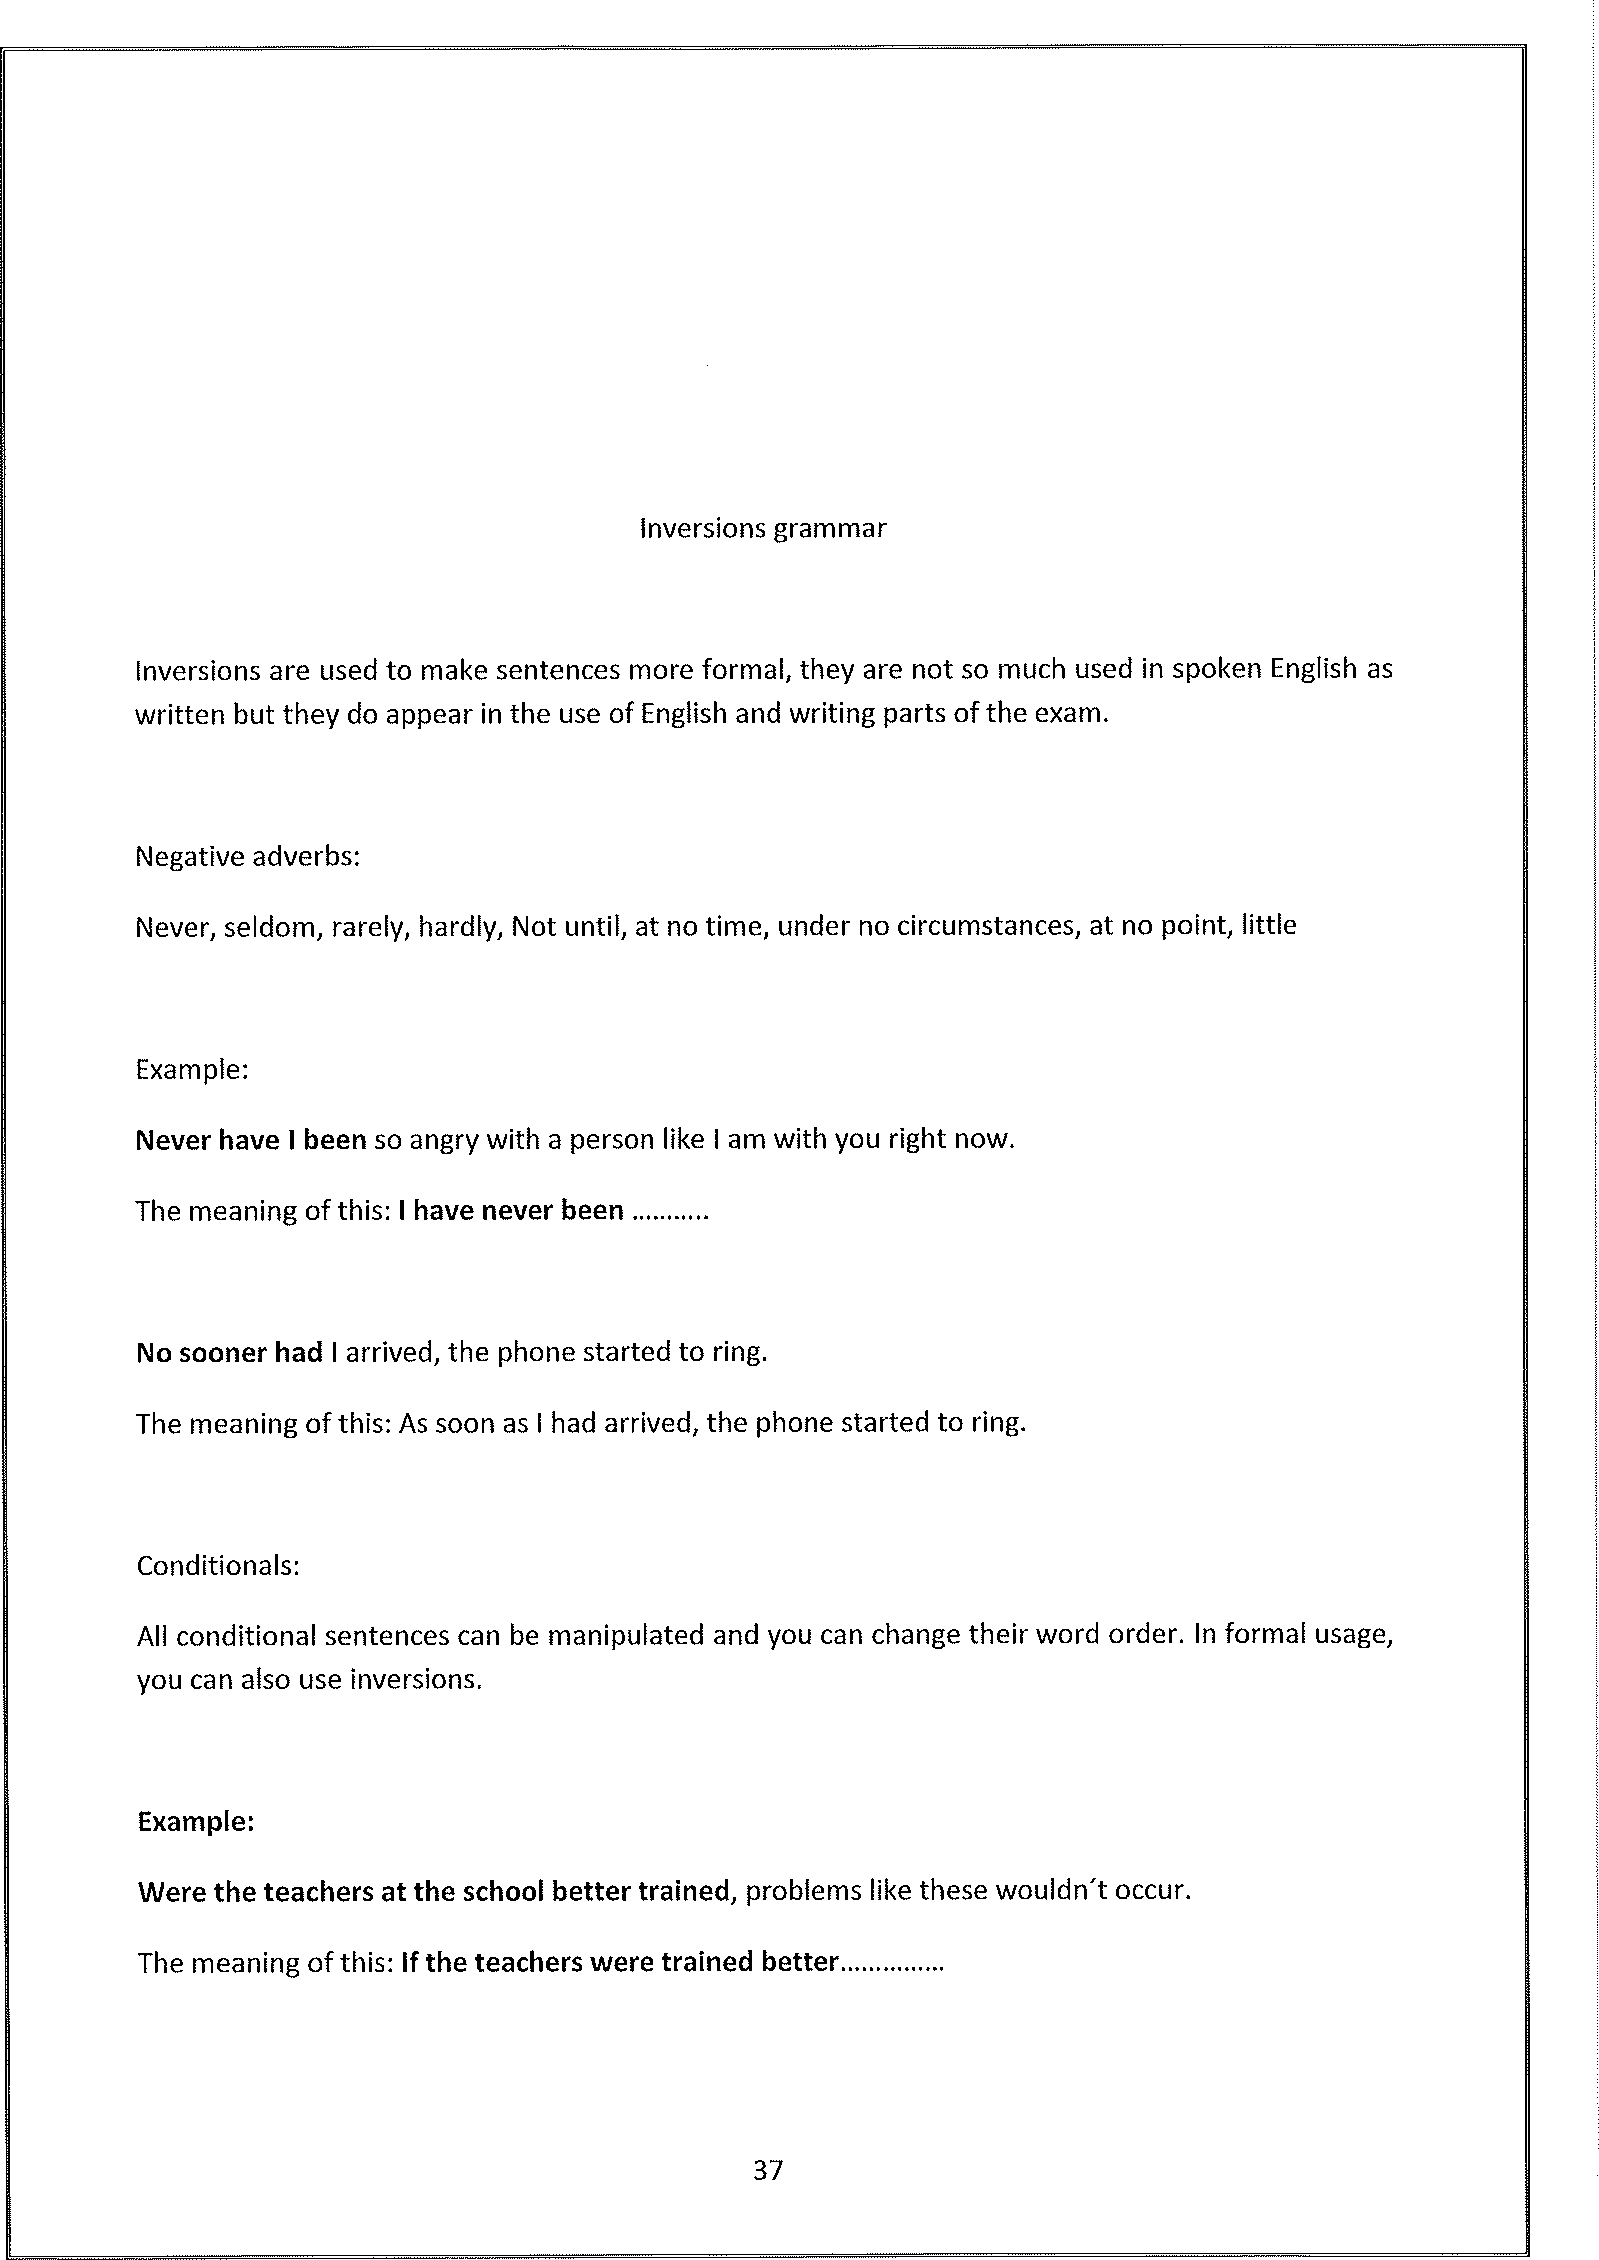 Inversions grammar
Inversions are used to make sentences more formal, they are not so much used in spoken English as
written but they do appear in the use of English and writing parts of the exam.
Negative adverbs:
Never, seldom, rarely, hardly, Not until, at no time, under no circumstances, at no point, little
Example:
Never have I been so angry with a person like I am with you right now.
The meaning of this: I have never been ...........
No sooner had I arrived, the phone started to ring.
The meaning of this: As soon as I had arrived, the phone started to ring.
Conditionals:
All conditional sentences can be manipulated and you can change their word order. In formal usage,
you can also use inversions.
Example:
Were the teachers at the school better trained, problems like these wouldn´t occur.
The meaning of this: If the teachers were trained better...............
37